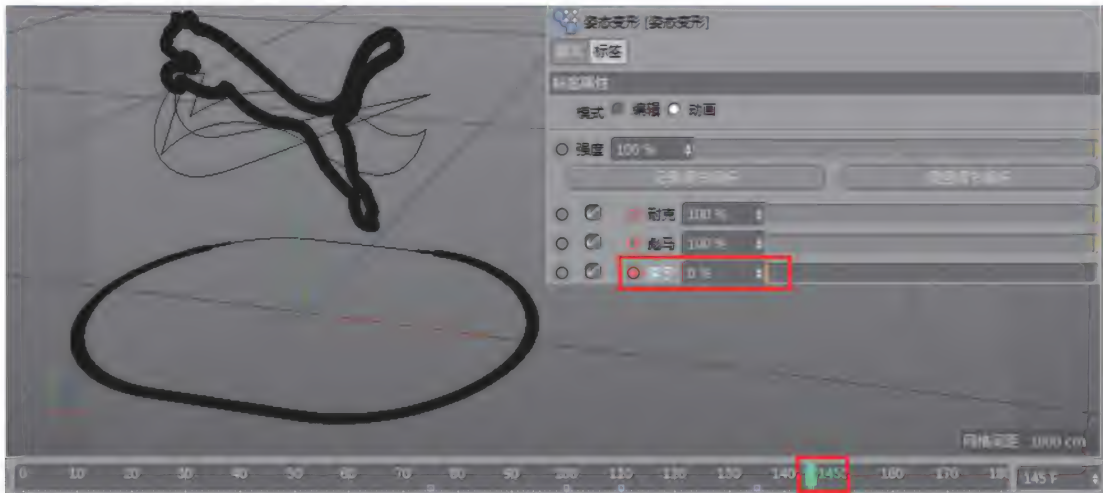 姿态变形 [姿态变形]
标签
标签属性
模式 编辑 动画
强度 100 %
耐克 100 %
彪马 100 %
0 %
网格间距 : 1000 cm
0 10 20 30 40 50 60 70 80 90 100 110 120 130 140 145 160 170 180 145 F